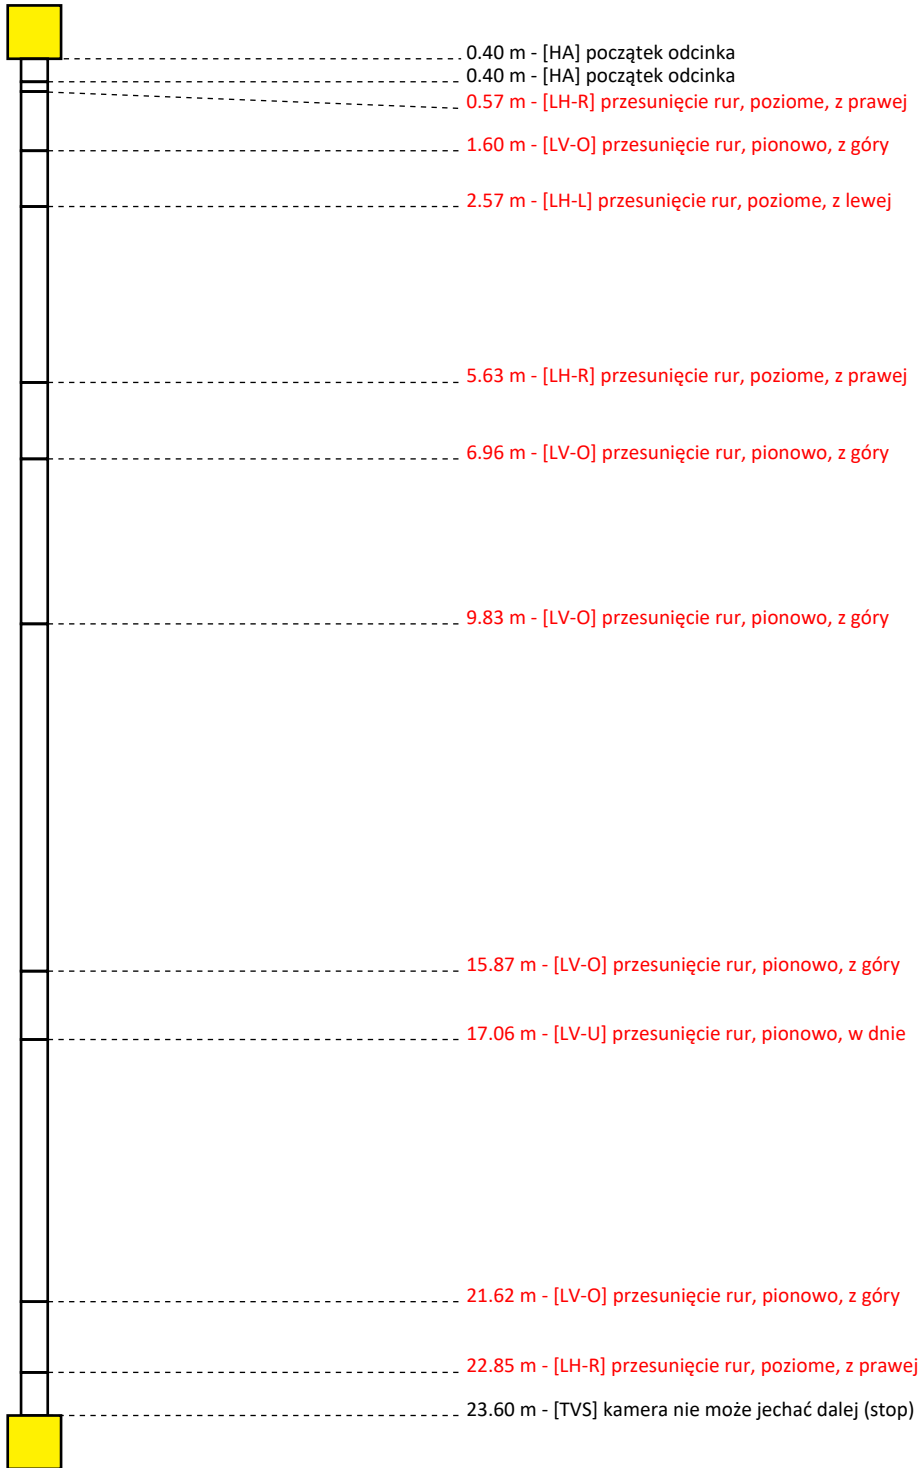 0.40 m - [HA] początek odcinka
0.40 m - [HA] początek odcinka
0.57 m - [LH-R] przesunięcie rur, poziome, z prawej
1.60 m - [LV-O] przesunięcie rur, pionowo, z góry
2.57 m - [LH-L] przesunięcie rur, poziome, z lewej
5.63 m - [LH-R] przesunięcie rur, poziome, z prawej
6.96 m - [LV-O] przesunięcie rur, pionowo, z góry
9.83 m - [LV-O] przesunięcie rur, pionowo, z góry
15.87 m - [LV-O] przesunięcie rur, pionowo, z góry
17.06 m - [LV-U] przesunięcie rur, pionowo, w dnie
21.62 m - [LV-O] przesunięcie rur, pionowo, z góry
22.85 m - [LH-R] przesunięcie rur, poziome, z prawej
23.60 m - [TVS] kamera nie może jechać dalej (stop)